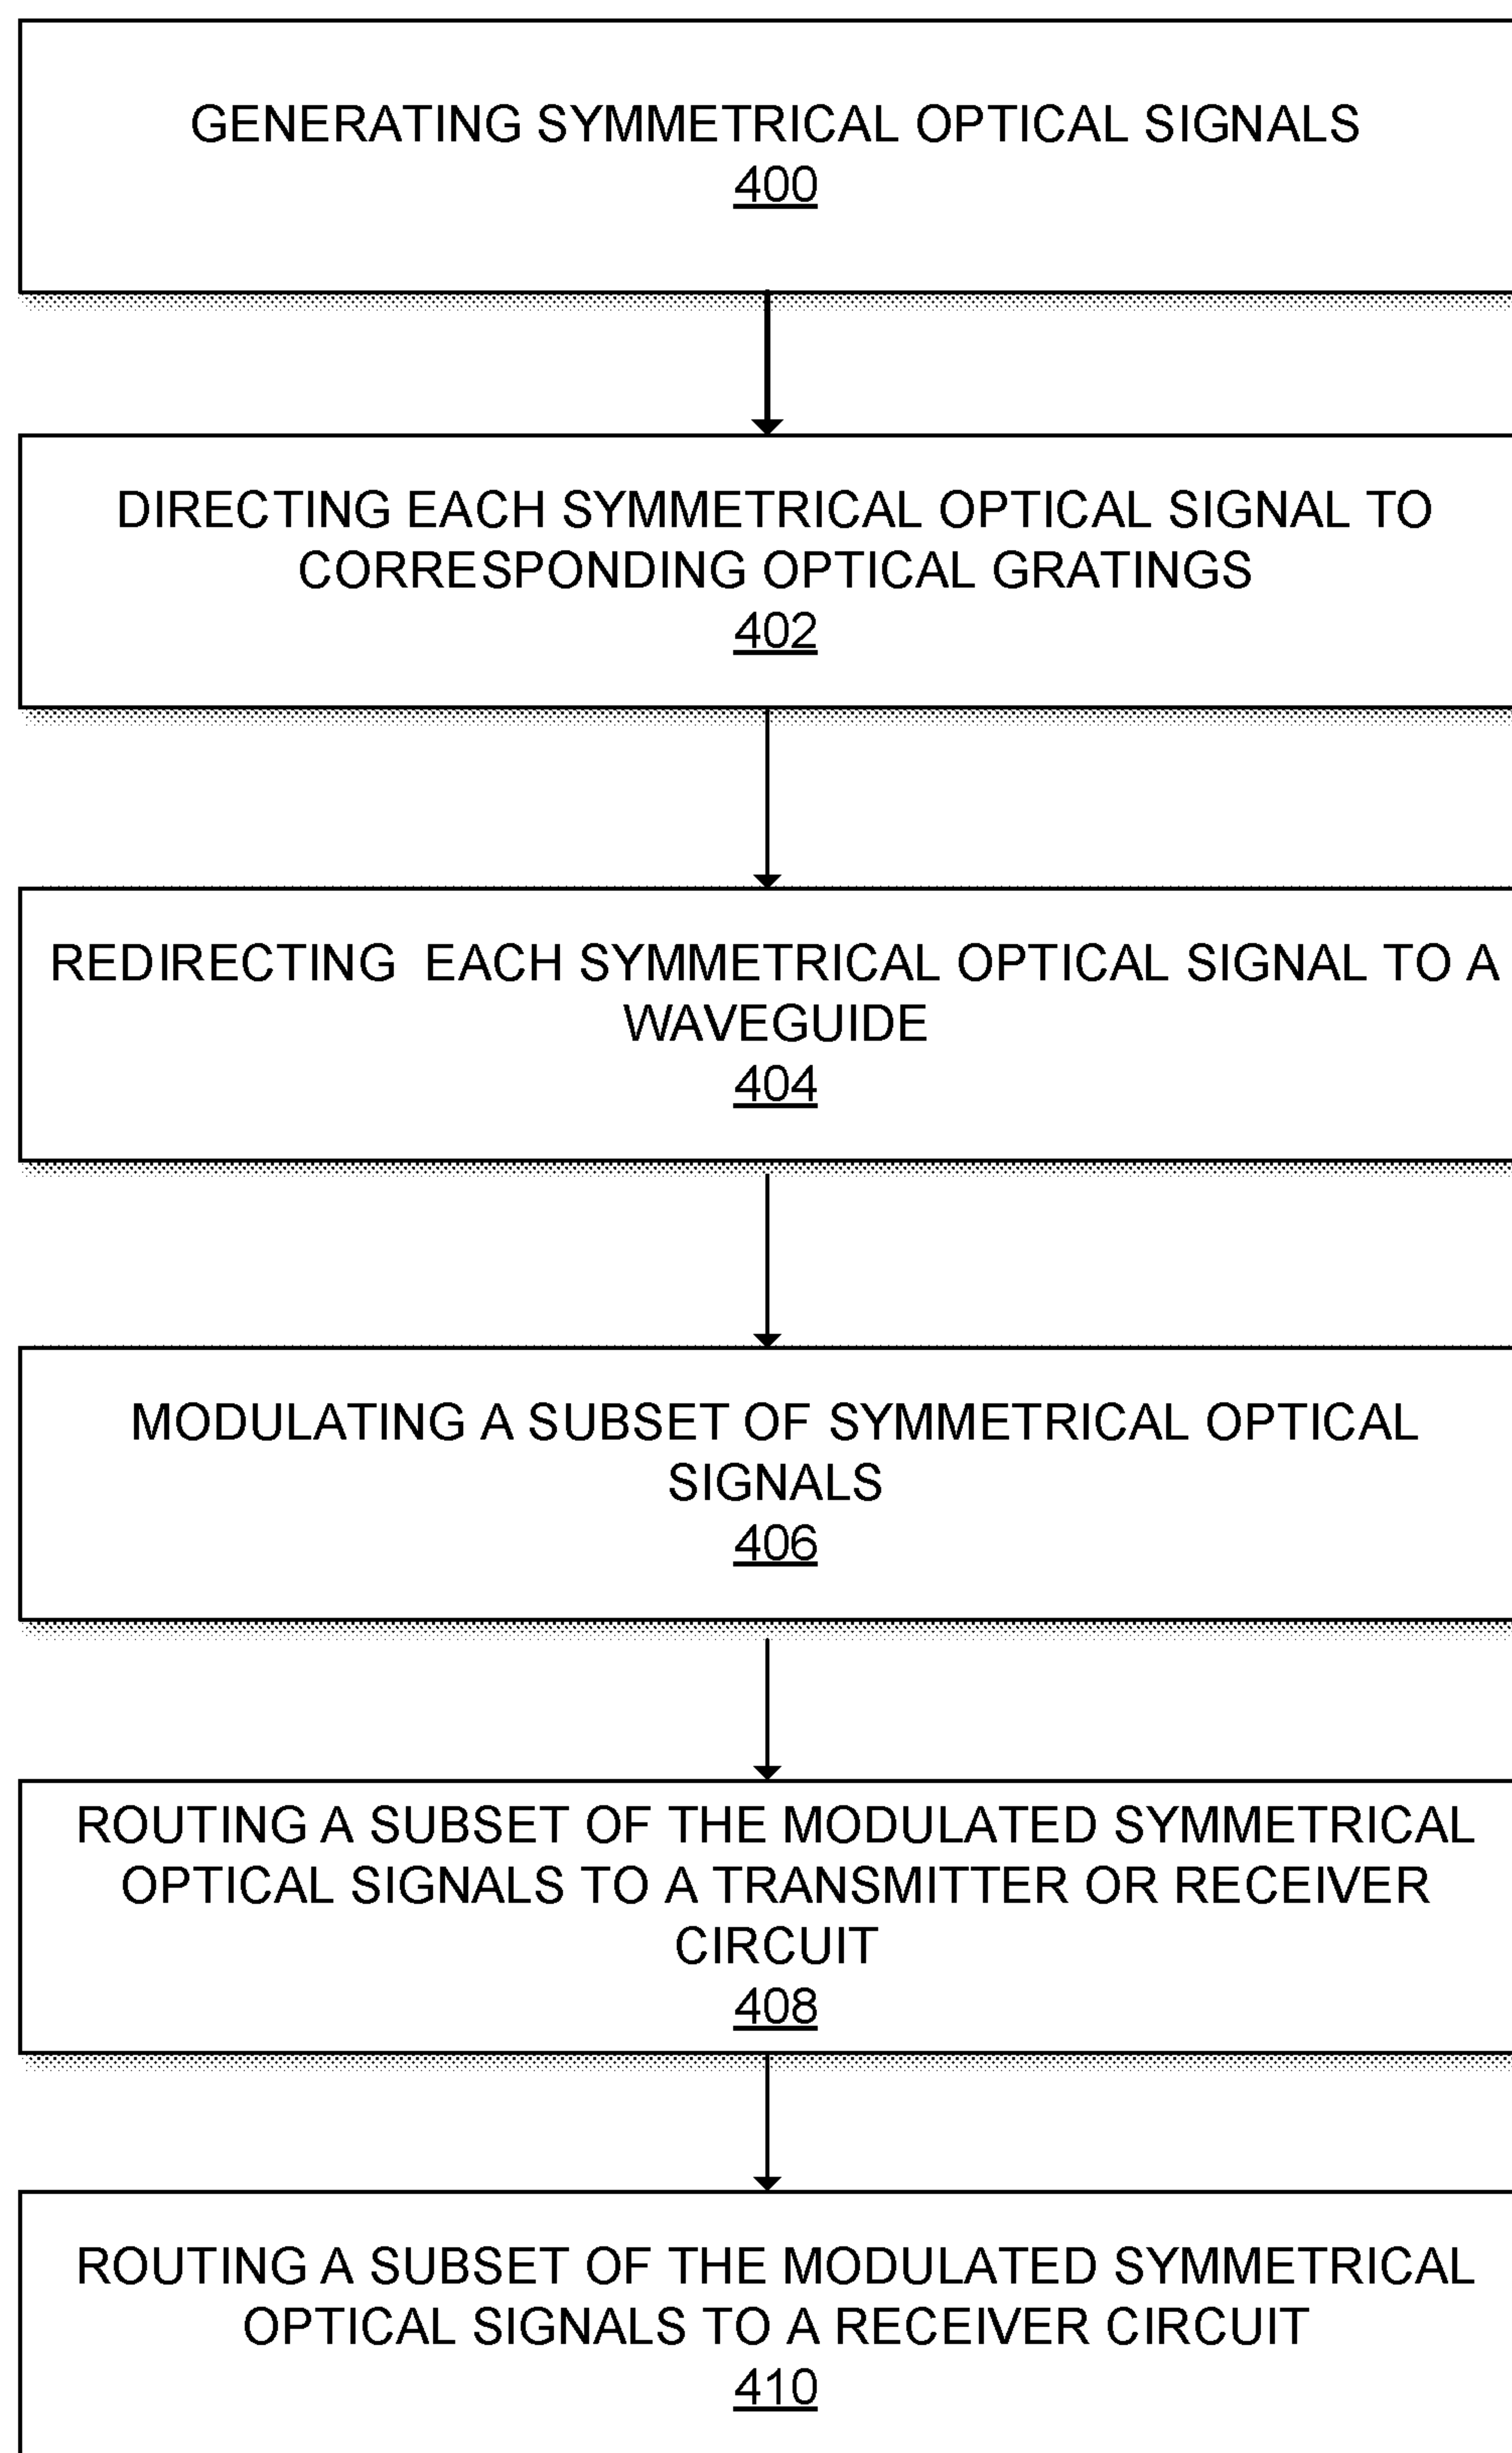 GENERATING SYMMETRICAL OPTICAL SIGNALS
400
DIRECTING EACH SYMMETRICAL OPTICAL SIGNAL TO
CORRESPONDING OPTICAL GRATINGS
402
REDIRECTING EACH SYMMETRICAL OPTICAL SIGNAL TO A
WAVEGUIDE
404
MODULATING A SUBSET OF SYMMETRICAL OPTICAL
SIGNALS
406
ROUTING A SUBSET OF THE MODULATED SYMMETRICAL
OPTICAL SIGNALS TO A TRANSMITTER OR RECEIVER
CIRCUIT
408
ROUTING A SUBSET OF THE MODULATED SYMMETRICAL
OPTICAL SIGNALS TO A RECEIVER CIRCUIT
410